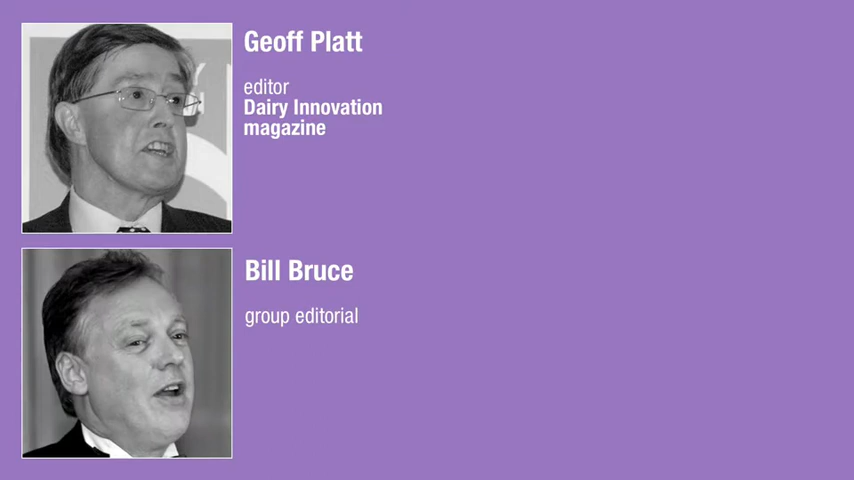 Geoff Platt
editor
Dairy Innovation
magazine
Bill Bruce
group editorial